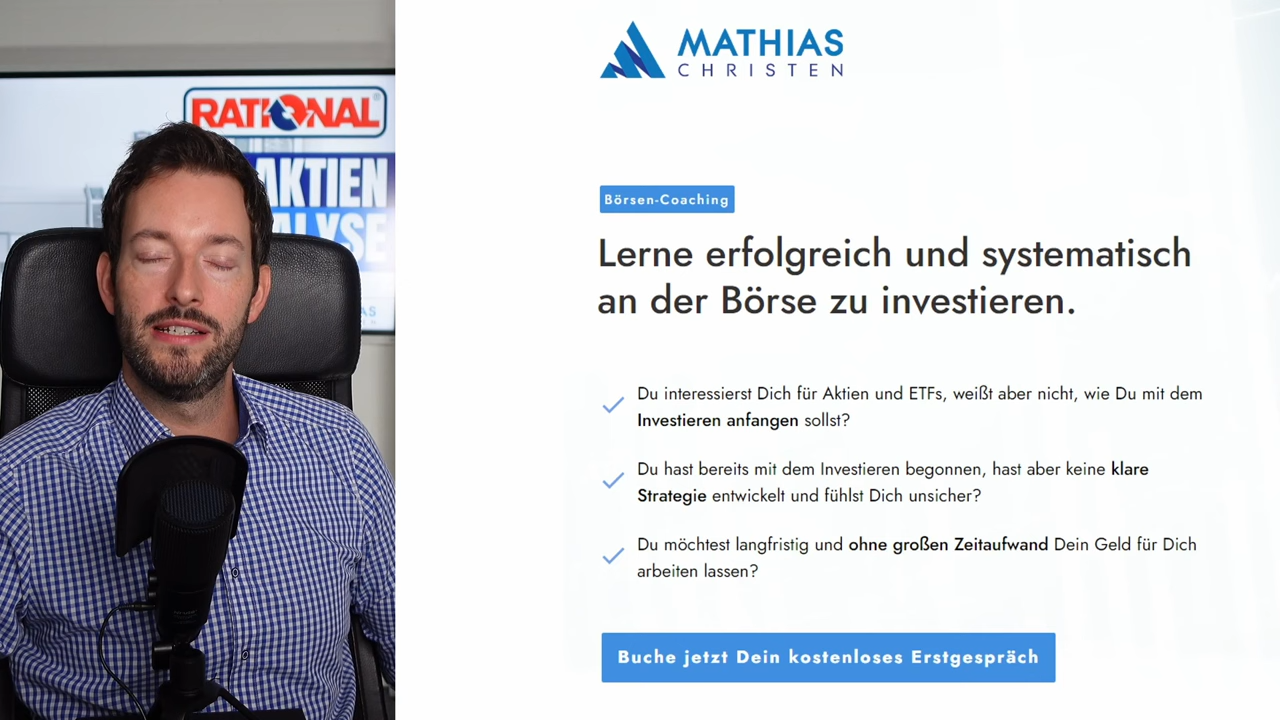 RATIONAL
AKTIEN
ALYSE
MATHIAS
CHRISTEN
Börsen-Coaching
Lerne erfolgreich und systematisch
an der Börse zu investieren.
Du interessierst Dich für Aktien und ETFs, weißt aber nicht, wie Du mit dem
Investieren anfangen sollst?
Du hast bereits mit dem Investieren begonnen, hast aber keine klare
Strategie entwickelt und fühlst Dich unsicher?
Du möchtest langfristig und ohne großen Zeitaufwand Dein Geld für Dich
arbeiten lassen?
Buche jetzt Dein kostenloses Erstgespräch